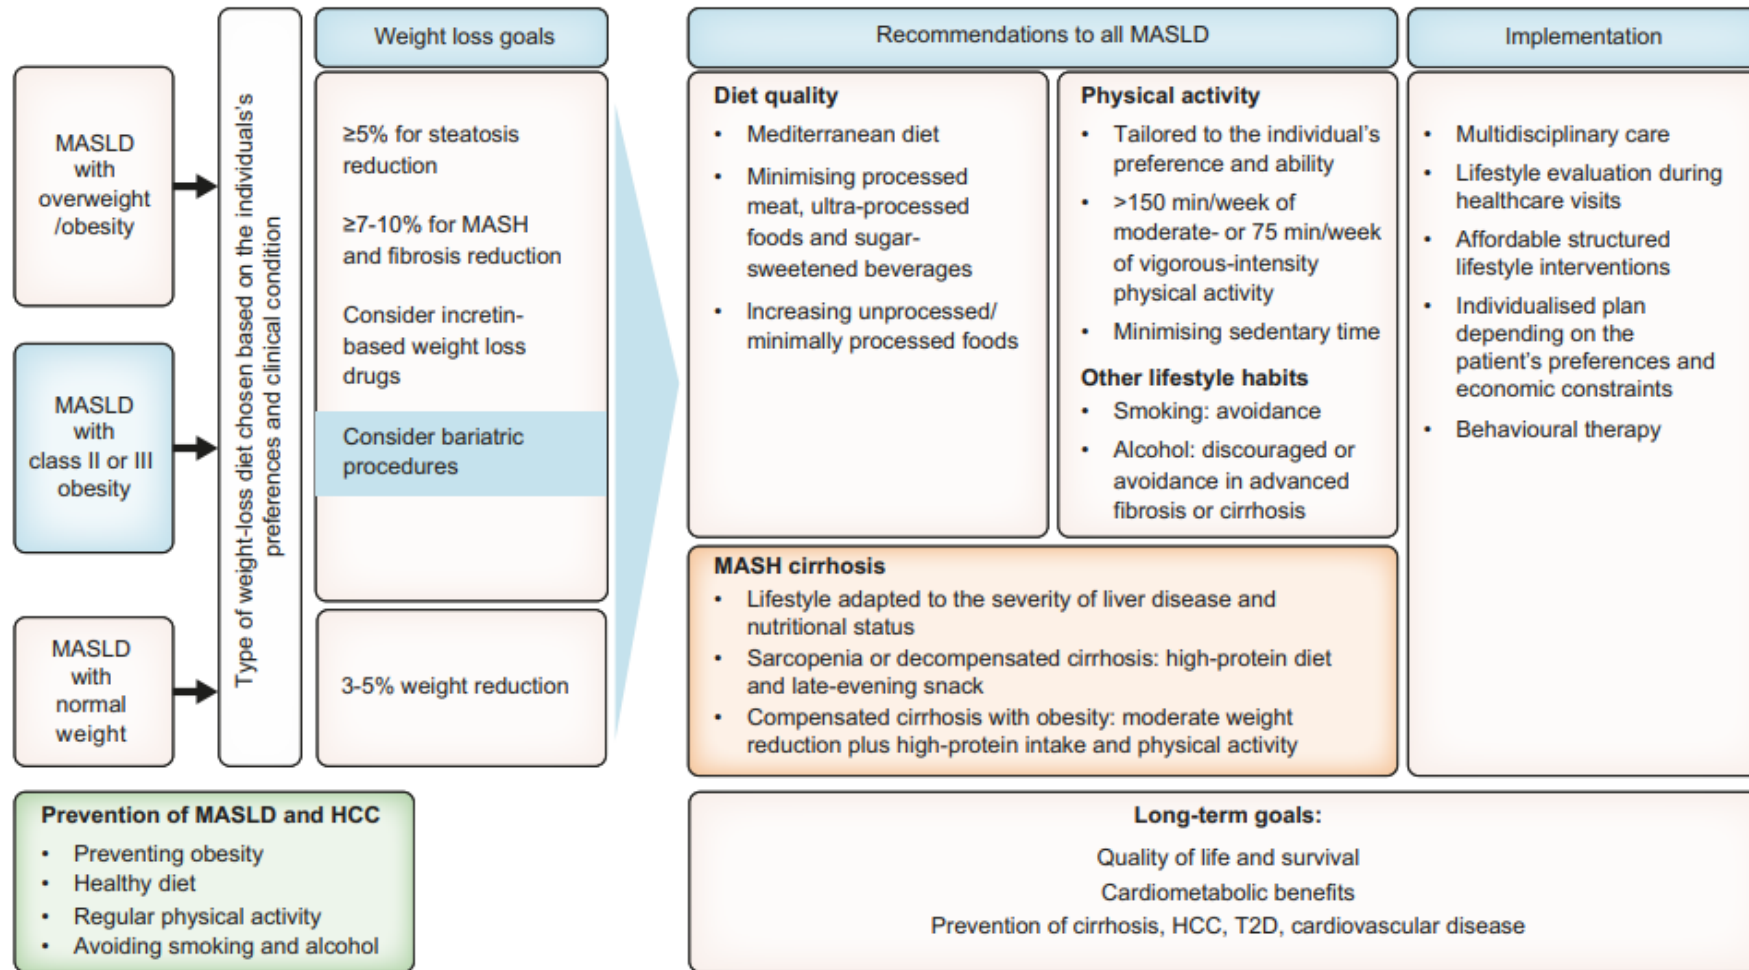 MASLD
with
overweight
/obesity
MASLD
with
class II or III
obesity
MASLD
with
normal
weight
Type of weight-loss diet chosen based on the individuals's
preferences and clinical condition
Weight loss goals
≥5% for steatosis
reduction
≥7-10% for MASH
and fibrosis reduction
Consider incretin-
based weight loss
drugs
Consider bariatric
procedures
3-5% weight reduction
Recommendations to all MASLD
Diet quality
• Mediterranean diet
• Minimising processed
meat, ultra-processed
foods and sugar-
sweetened beverages
• Increasing unprocessed/
minimally processed foods
Physical activity
• Tailored to the individual's
preference and ability
• >150 min/week of
moderate- or 75 min/week
of vigorous-intensity
physical activity
• Minimising sedentary time
Other lifestyle habits
• Smoking: avoidance
• Alcohol: discouraged or
avoidance in advanced
fibrosis or cirrhosis
MASH cirrhosis
• Lifestyle adapted to the severity of liver disease and
nutritional status
• Sarcopenia or decompensated cirrhosis: high-protein diet
and late-evening snack
• Compensated cirrhosis with obesity: moderate weight
reduction plus high-protein intake and physical activity
Implementation
• Multidisciplinary care
• Lifestyle evaluation during
healthcare visits
• Affordable structured
lifestyle interventions
• Individualised plan
depending on the
patient's preferences and
economic constraints
• Behavioural therapy
Prevention of MASLD and HCC
• Preventing obesity
• Healthy diet
• Regular physical activity
• Avoiding smoking and alcohol
Long-term goals:
Quality of life and survival
Cardiometabolic benefits
Prevention of cirrhosis, HCC, T2D, cardiovascular disease